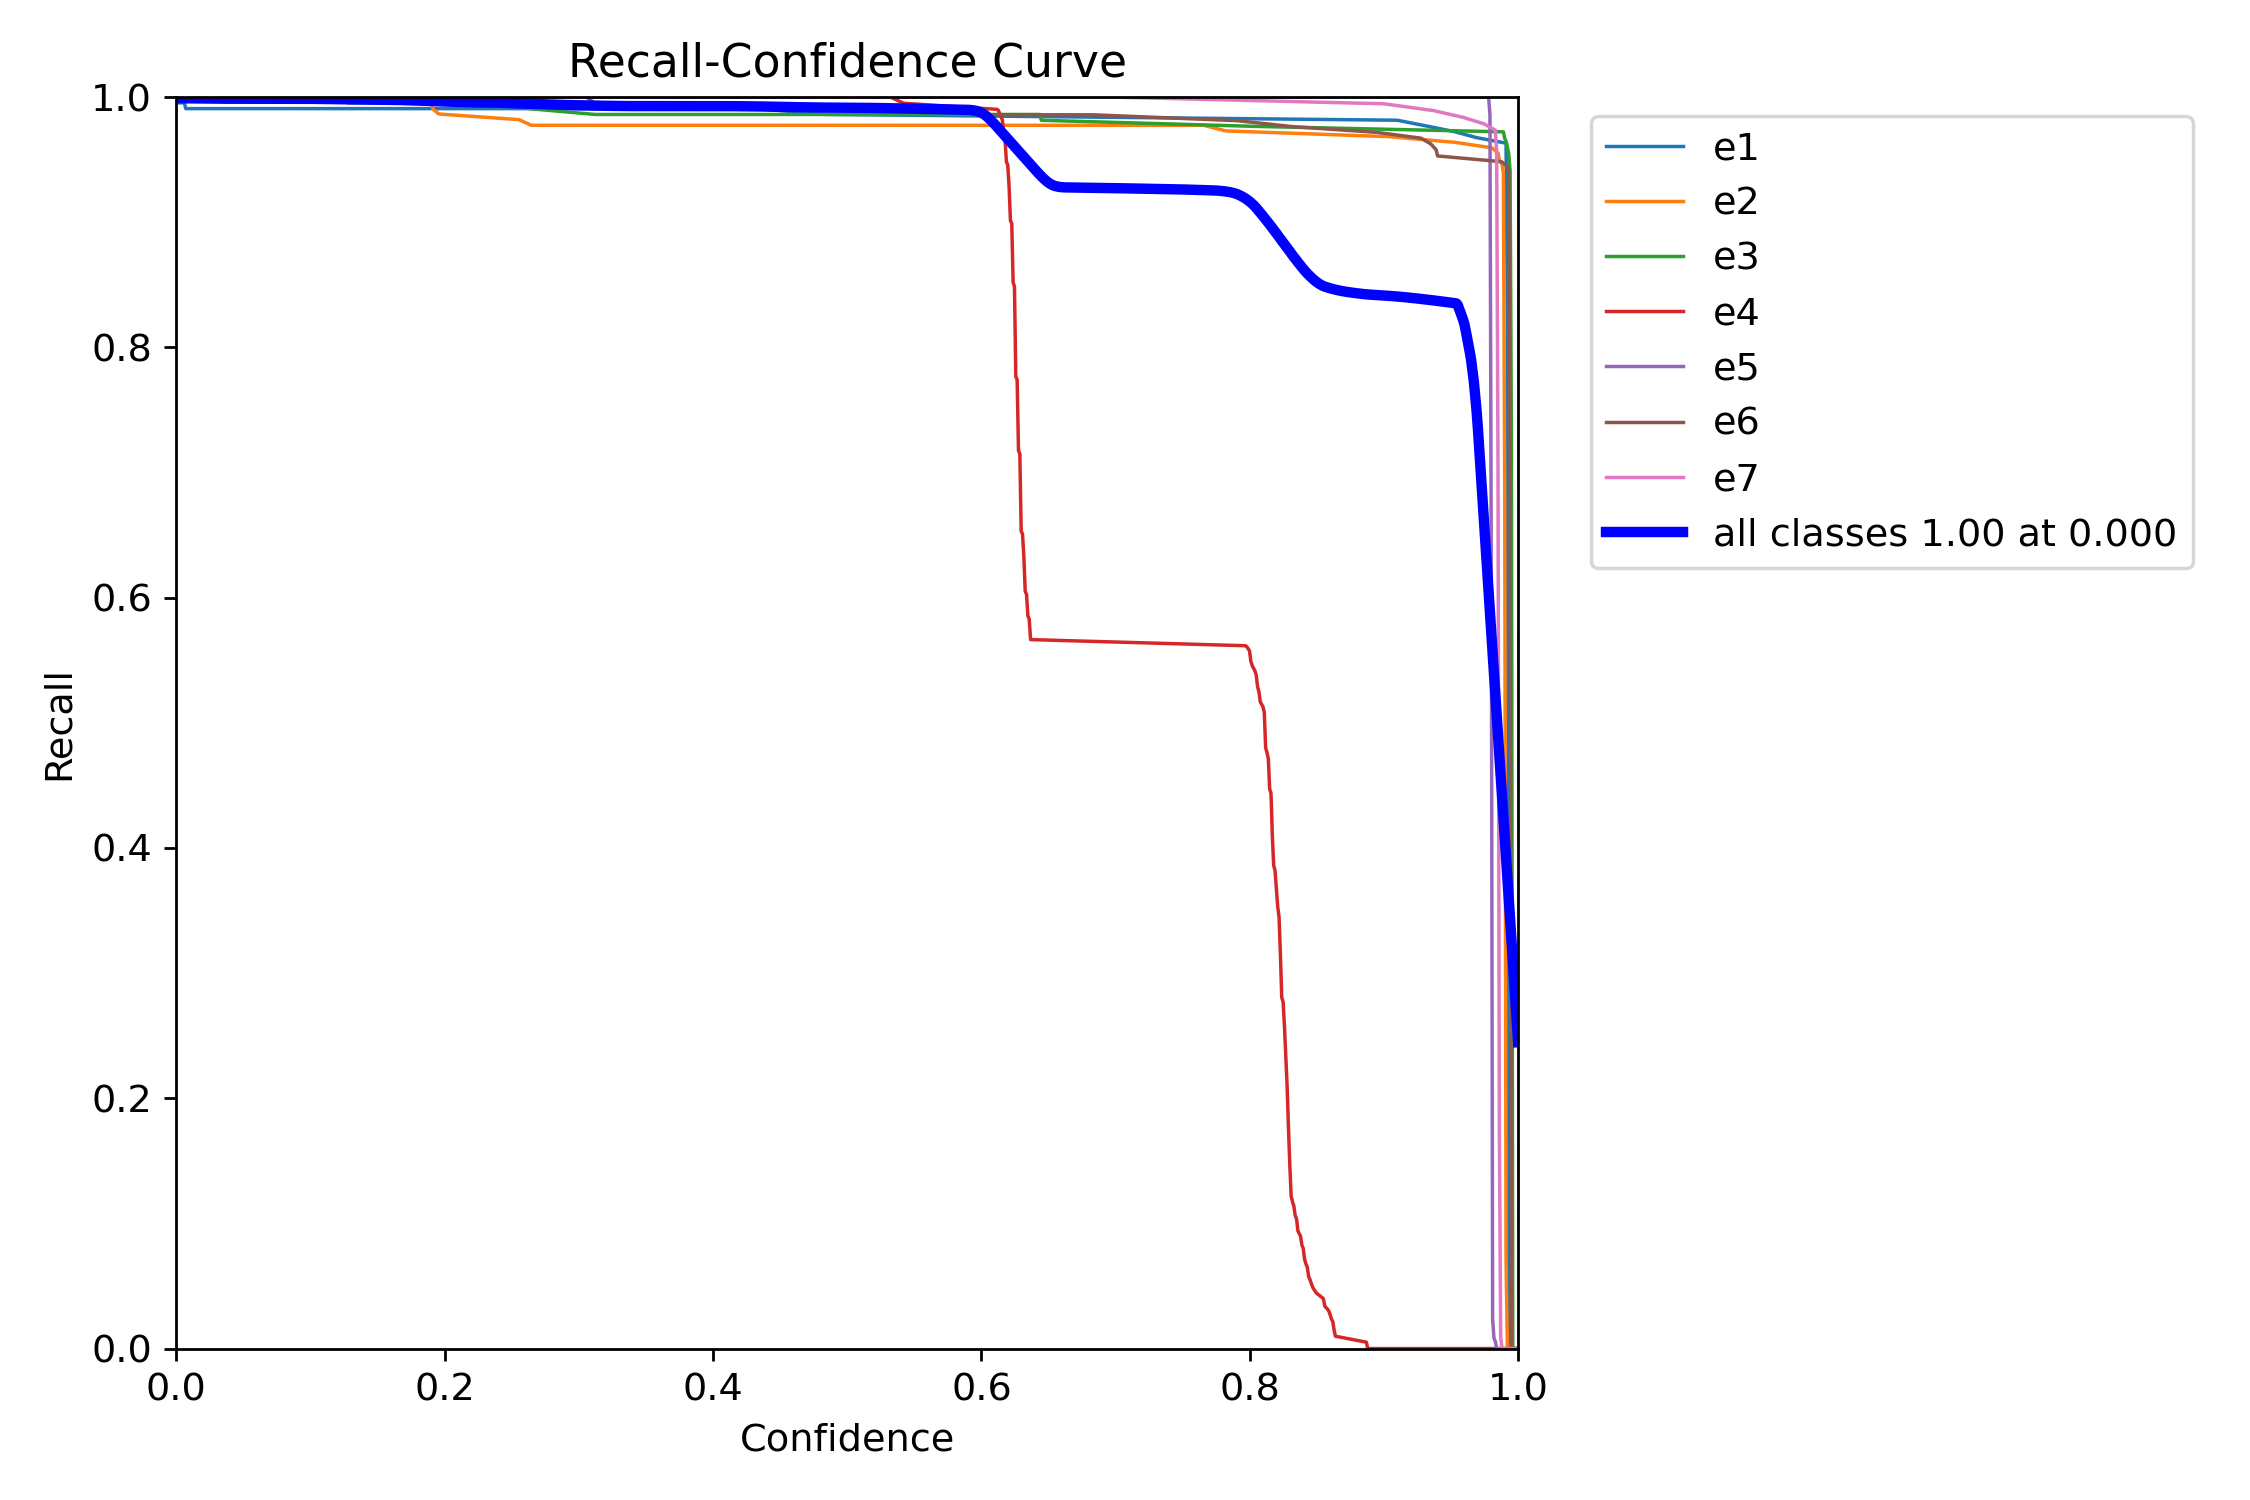 Recall-Confidence Curve
1.0
0.8
0.6
0.4
0.2
0.0
Recall
0.0 0.2 0.4 0.6 0.8 1.0
Confidence
e1
e2
e3
e4
e5
e6
e7
all classes 1.00 at 0.000